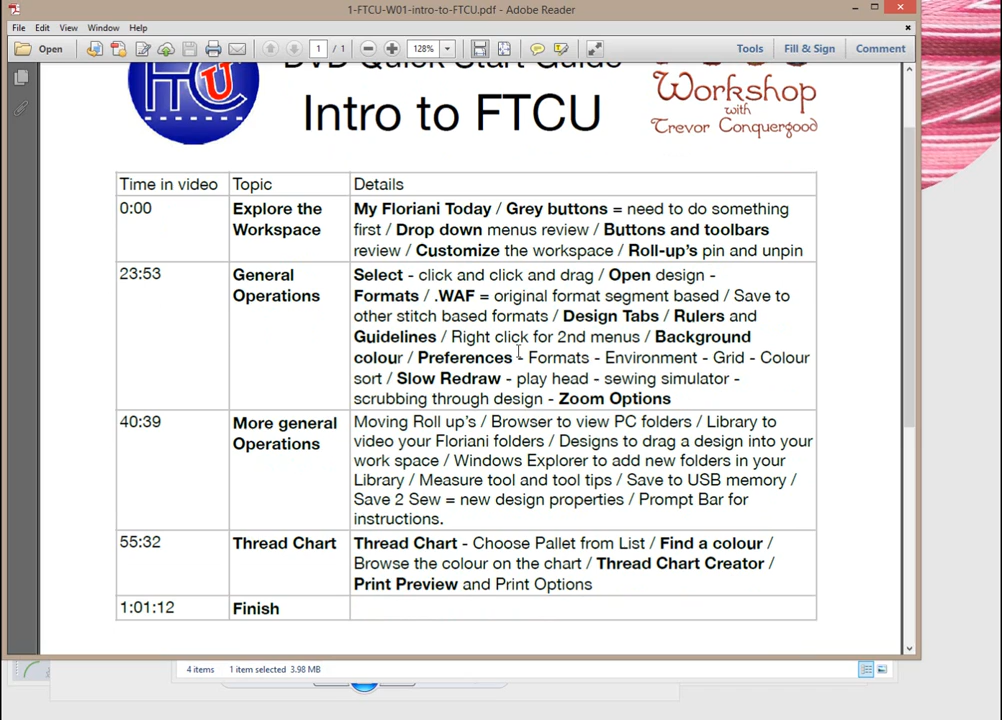 1-FTCU-W01-intro-to-FTCU.pdf - Adobe Reader
File Edit View Window Help
Open 1 / 1 128% Tools Fill & Sign Comment
DVD Quick Start Guide
Intro to FTCU
FTC U
Workshop
with
Trevor Conquergood
Time in video Topic Details
0:00 Explore the Workspace
My Floriani Today / Grey buttons = need to do something
first / Drop down menus review / Buttons and toolbars
review / Customize the workspace / Roll-up's pin and unpin
23:53 General Operations
Select - click and click and drag / Open design -
Formats / .WAF = original format segment based / Save to
other stitch based formats / Design Tabs / Rulers and
Guidelines / Right click for 2nd menus / Background
colour / Preferences - Formats - Environment - Grid - Colour
sort / Slow Redraw - play head - sewing simulator -
scrubbing through design - Zoom Options
40:39 More general Operations
Moving Roll up's / Browser to view PC folders / Library to
video your Floriani folders / Designs to drag a design into your
work space / Windows Explorer to add new folders in your
Library / Measure tool and tool tips / Save to USB memory /
Save 2 Sew = new design properties / Prompt Bar for
instructions.
55:32 Thread Chart
Thread Chart - Choose Pallet from List / Find a colour /
Browse the colour on the chart / Thread Chart Creator /
Print Preview and Print Options
1:01:12 Finish
4 items 1 item selected 3.98 MB